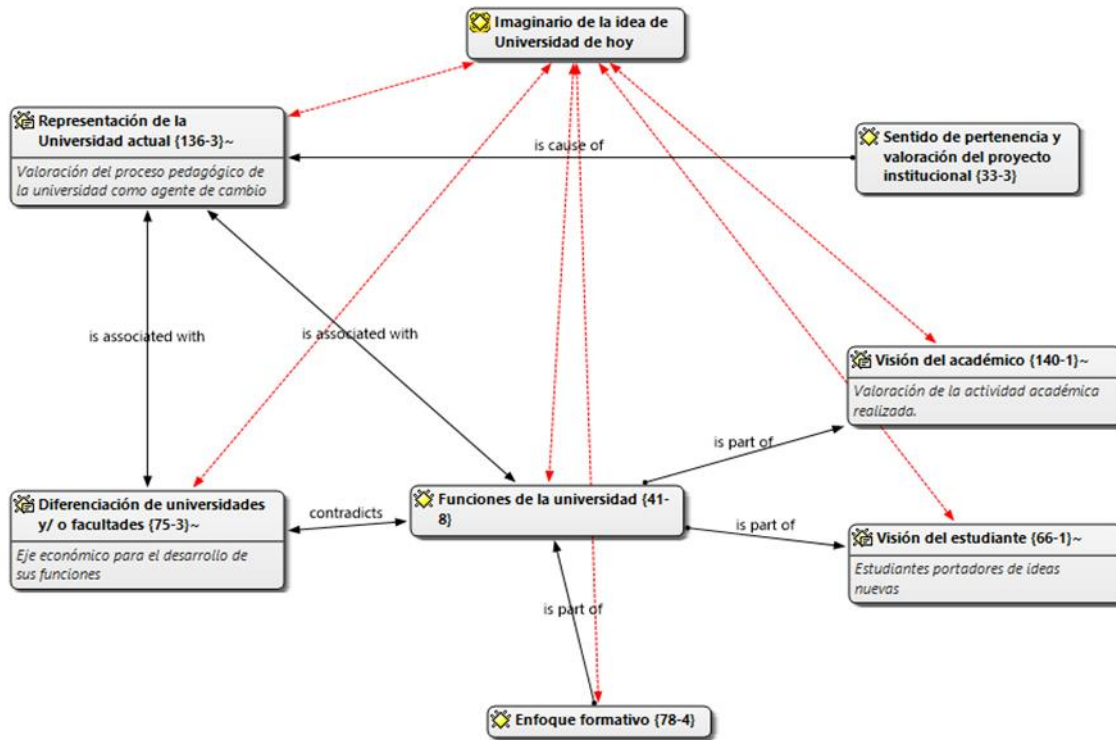 Imaginario de la idea de
Universidad de hoy
Representación de la
Universidad actual {136-3}~
Valoración del proceso pedagógico de
la universidad como agente de cambio
is cause of
Sentido de pertenencia y
valoración del proyecto
institucional {33-3}
is associated with
is associated with
Visión del académico {140-1}~
Valoración de la actividad académica
realizada.
is part of
Diferenciación de universidades
y/ o facultades {75-3}~
Eje económico para el desarrollo de
sus funciones
contradicts
Funciones de la universidad {41-
8}
is part of
Visión del estudiante {66-1}~
Estudiantes portadores de ideas
nuevas
is part of
Enfoque formativo {78-4}